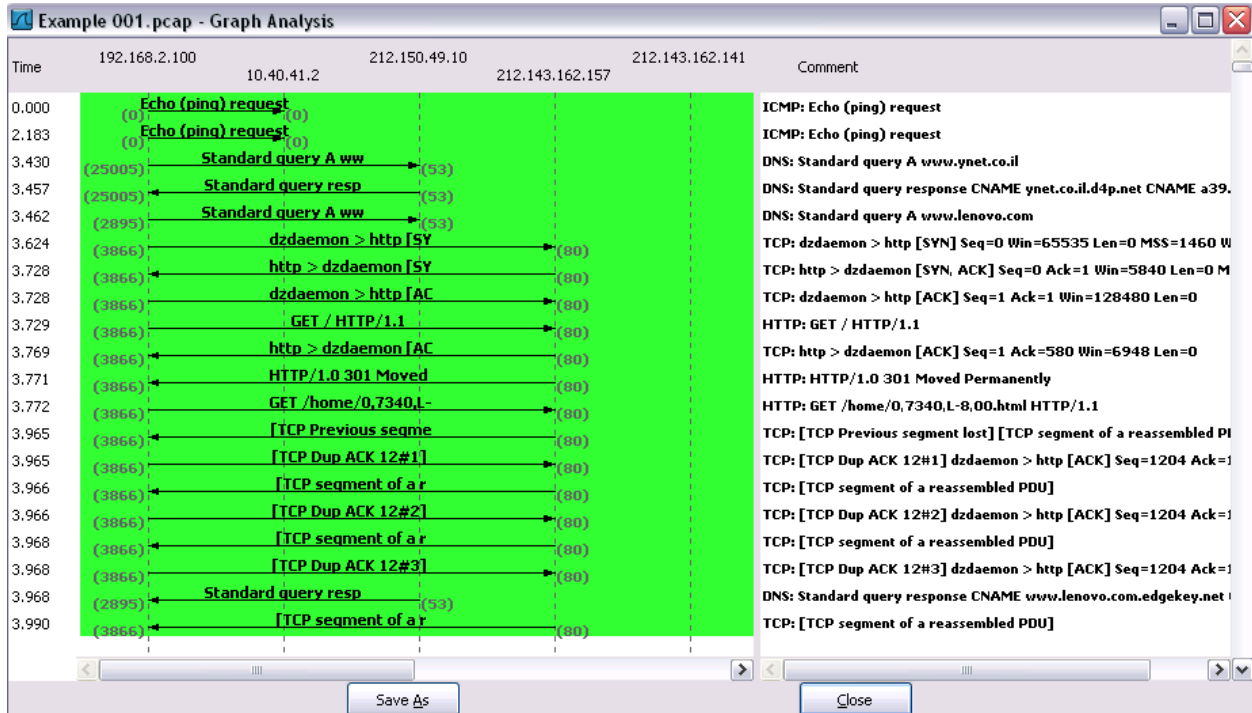 Example 001.pcap - Graph Analysis
Time 192.168.2.100 10.40.41.2 212.150.49.10 212.143.162.157 212.143.162.141 Comment
0.000 Echo (ping) request (0) (0) ICMP: Echo (ping) request
2.183 Echo (ping) request (0) (0) ICMP: Echo (ping) request
3.430 Standard query A ww (25005) (53) DNS: Standard query A www.ynet.co.il
3.457 Standard query resp (25005) (53) DNS: Standard query response CNAME ynet.co.il.d4p.net CNAME a39.
3.462 Standard query A ww (2895) (53) DNS: Standard query A www.lenovo.com
3.624 dzdaemon > http [SY (3866) (80) TCP: dzdaemon > http [SYN] Seq=0 Win=65535 Len=0 MSS=1460 W
3.728 http > dzdaemon [SY (3866) (80) TCP: http > dzdaemon [SYN, ACK] Seq=0 Ack=1 Win=5840 Len=0 M
3.728 dzdaemon > http [AC (3866) (80) TCP: dzdaemon > http [ACK] Seq=1 Ack=1 Win=128480 Len=0
3.729 GET / HTTP/1.1 (3866) (80) HTTP: GET / HTTP/1.1
3.769 http > dzdaemon [AC (3866) (80) TCP: http > dzdaemon [ACK] Seq=1 Ack=580 Win=6948 Len=0
3.771 HTTP/1.0 301 Moved (3866) (80) HTTP: HTTP/1.0 301 Moved Permanently
3.772 GET /home/0,7340,L- (3866) (80) HTTP: GET /home/0,7340,L-8,00.html HTTP/1.1
3.965 [TCP Previous segme (3866) (80) TCP: [TCP Previous segment lost] [TCP segment of a reassembled PD
3.965 [TCP Dup ACK 12#1] (3866) (80) TCP: [TCP Dup ACK 12#1] dzdaemon > http [ACK] Seq=1204 Ack=1
3.966 [TCP segment of a r (3866) (80) TCP: [TCP segment of a reassembled PDU]
3.966 [TCP Dup ACK 12#2] (3866) (80) TCP: [TCP Dup ACK 12#2] dzdaemon > http [ACK] Seq=1204 Ack=1
3.968 [TCP segment of a r (3866) (80) TCP: [TCP segment of a reassembled PDU]
3.968 [TCP Dup ACK 12#3] (3866) (80) TCP: [TCP Dup ACK 12#3] dzdaemon > http [ACK] Seq=1204 Ack=1
3.968 Standard query resp (2895) (53) DNS: Standard query response CNAME www.lenovo.com.edgekey.net
3.990 [TCP segment of a r (3866) (80) TCP: [TCP segment of a reassembled PDU]
Save As Close